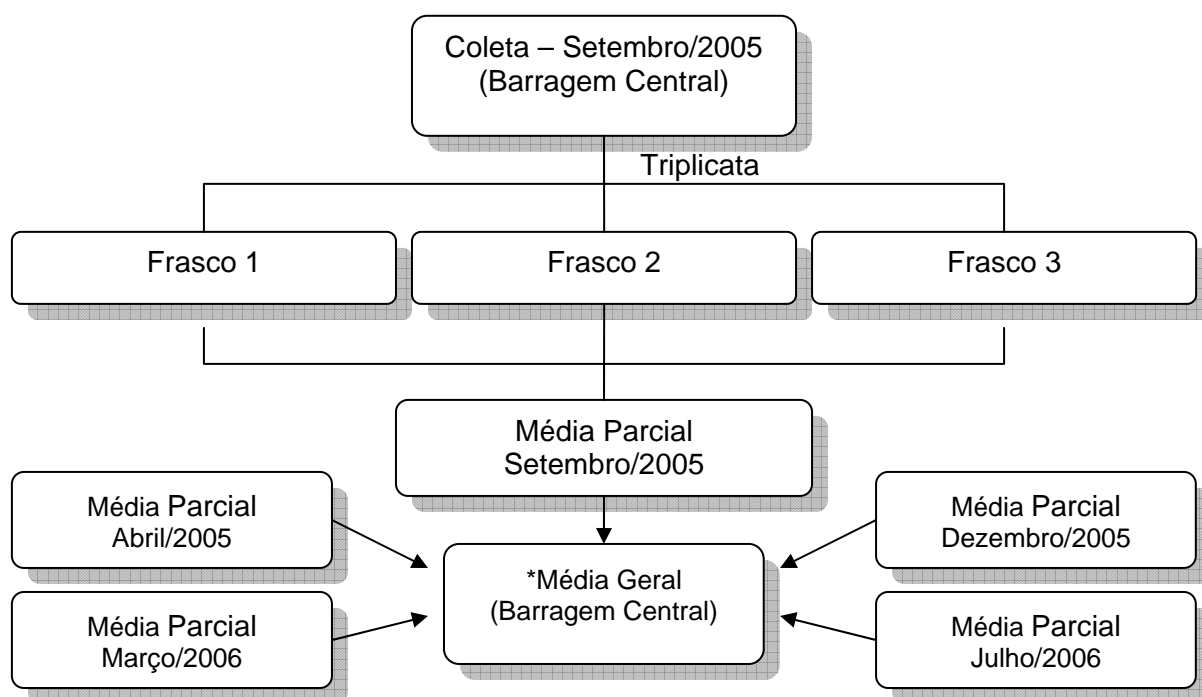 Coleta – Setembro/2005
(Barragem Central)
Triplicata
Frasco 1
Frasco 2
Frasco 3
Média Parcial
Setembro/2005
Média Parcial
Abril/2005
Média Parcial
Dezembro/2005
*Média Geral
(Barragem Central)
Média Parcial
Março/2006
Média Parcial
Julho/2006